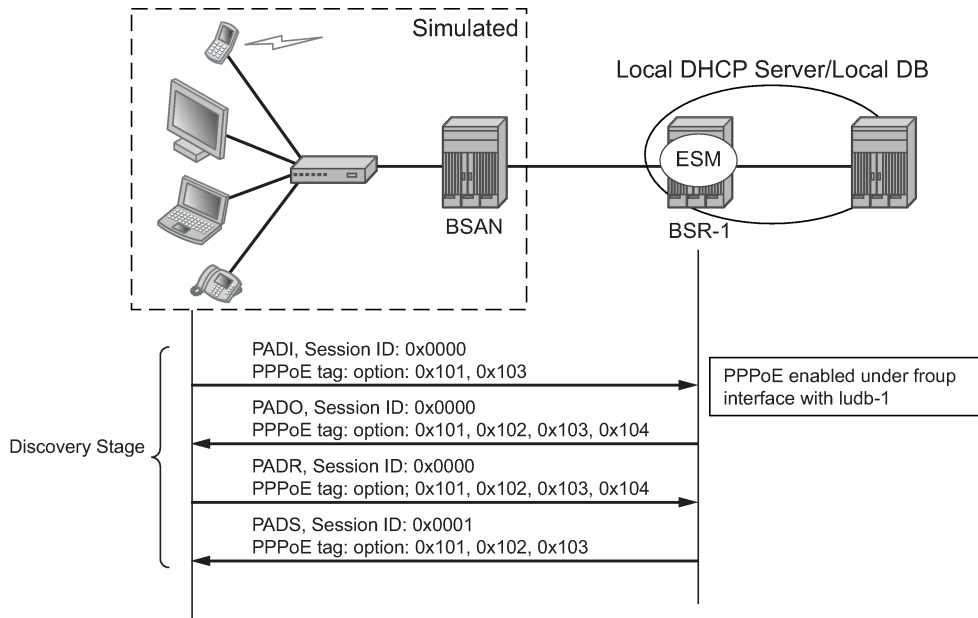 Simulated
Local DHCP Server/Local DB
ESM
BSAN
BSR-1
PADI, Session ID: 0x0000
PPPoE tag: option: 0x101, 0x103
PPPoE enabled under froup
interface with ludb-1
PADO, Session ID: 0x0000
PPPoE tag: option: 0x101, 0x102, 0x103, 0x104
Discovery Stage
PADR, Session ID: 0x0000
PPPoE tag: option; 0x101, 0x102, 0x103, 0x104
PADS, Session ID: 0x0001
PPPoE tag: option: 0x101, 0x102, 0x103